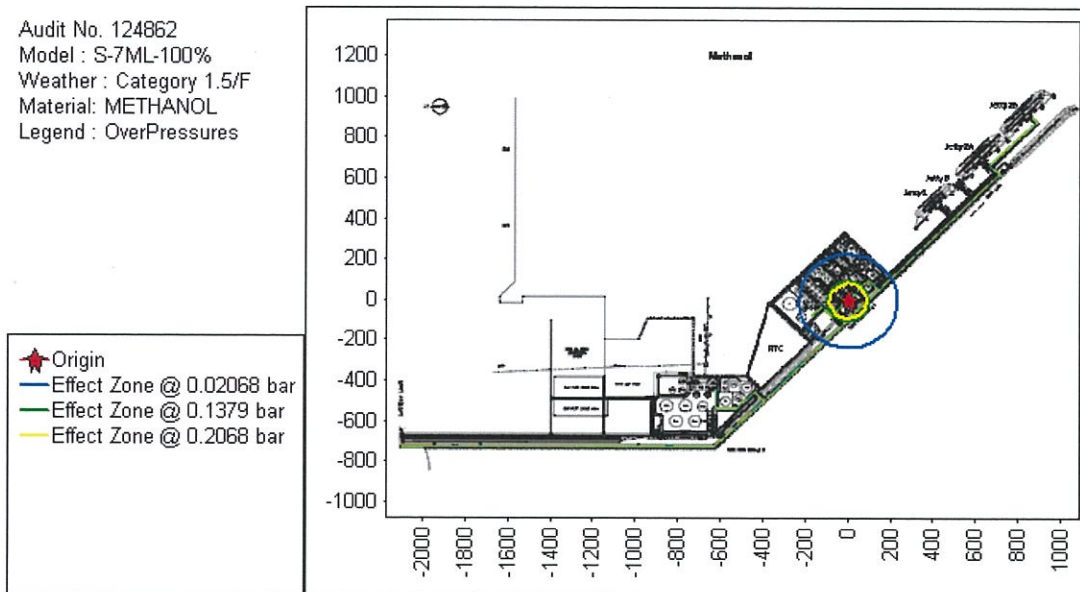 Audit No. 124862
Model : S-7ML-100%
Weather : Category 1.5/F
Material: METHANOL
Legend : OverPressures
Origin
Effect Zone @ 0.02068 bar
Effect Zone @ 0.1379 bar
Effect Zone @ 0.2068 bar
Methanol
1200
1000
800
600
400
200
0
-200
-400
-600
-800
-1000
RTC
-2000
-1800
-1600
-1400
-1200
-1000
-800
-600
-400
-200
0
200
400
600
800
1000